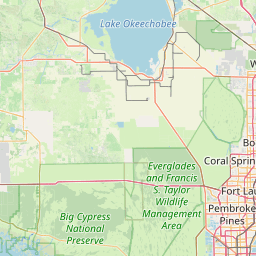 Lake Okeechobee
W
Bo
Coral Spring
Everglades
and Francis
S. Taylor
Wildlife
Management
Area
Fort Lau
Big Cypress
National
Preserve
Pembroke
Pines